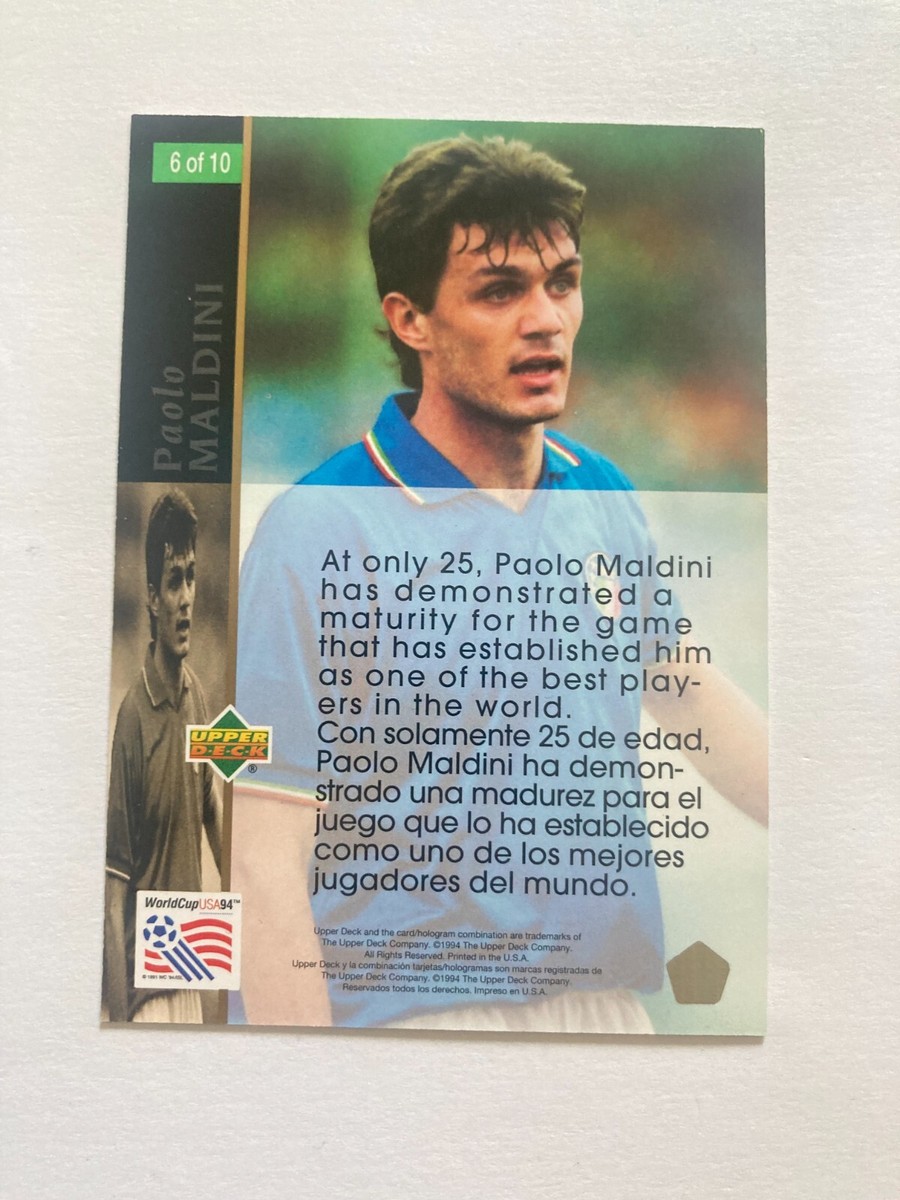 6 of 10
Paolo
MALDINI
At only 25, Paolo Maldini
has demonstrated a
maturity for the game
that has established him
as one of the best play-
ers in the world.
Con solamente 25 de edad,
Paolo Maldini ha demon-
strado una madurez para el
juego que lo ha establecido
como uno de los mejores
jugadores del mundo.
UPPER
D·E·C·K
®
WorldCupUSA94™
Upper Deck and the card/hologram combination are trademarks of
The Upper Deck Company. ©1994 The Upper Deck Company.
All Rights Reserved. Printed in the U.S.A.
Upper Deck y la combinación tarjetas/hologramas son marcas registradas de
The Upper Deck Company. ©1994 The Upper Deck Company.
Reservados todos los derechos. Impreso en U.S.A.